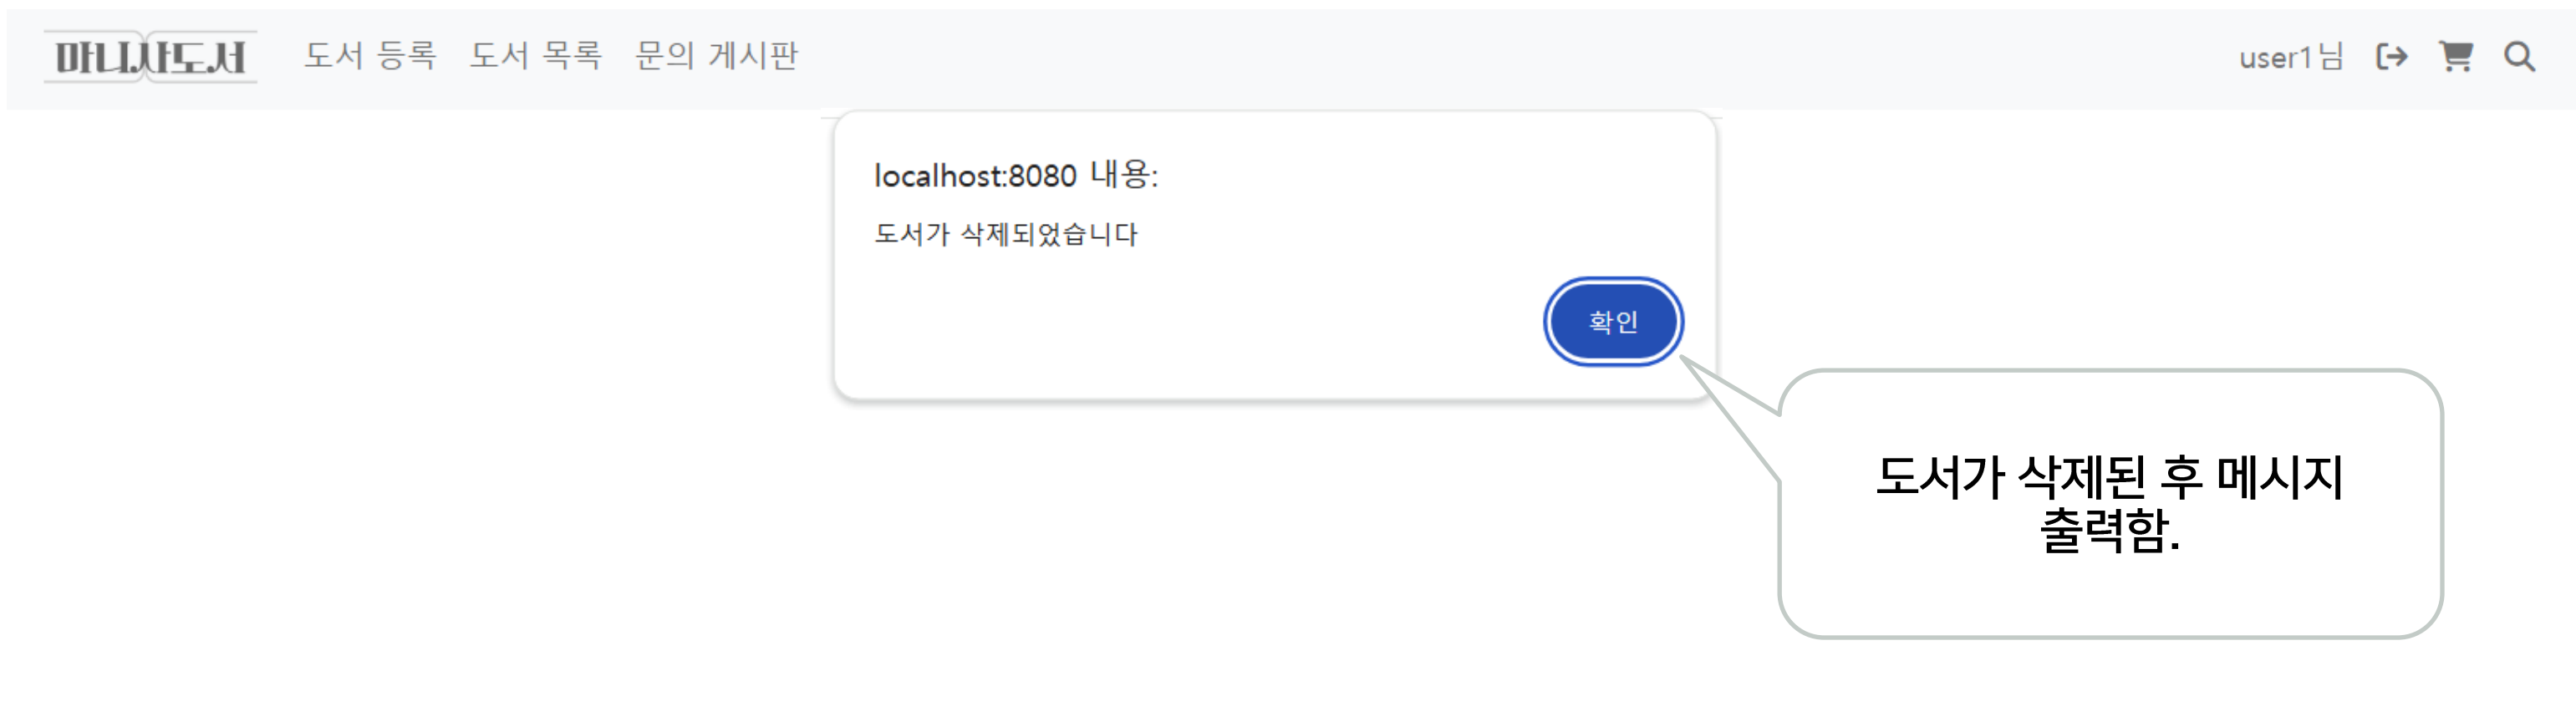 마니사도서 도서 등록 도서 목록 문의 게시판 user1님
localhost:8080 내용:
도서가 삭제되었습니다
확인
도서가 삭제된 후 메시지
출력함.